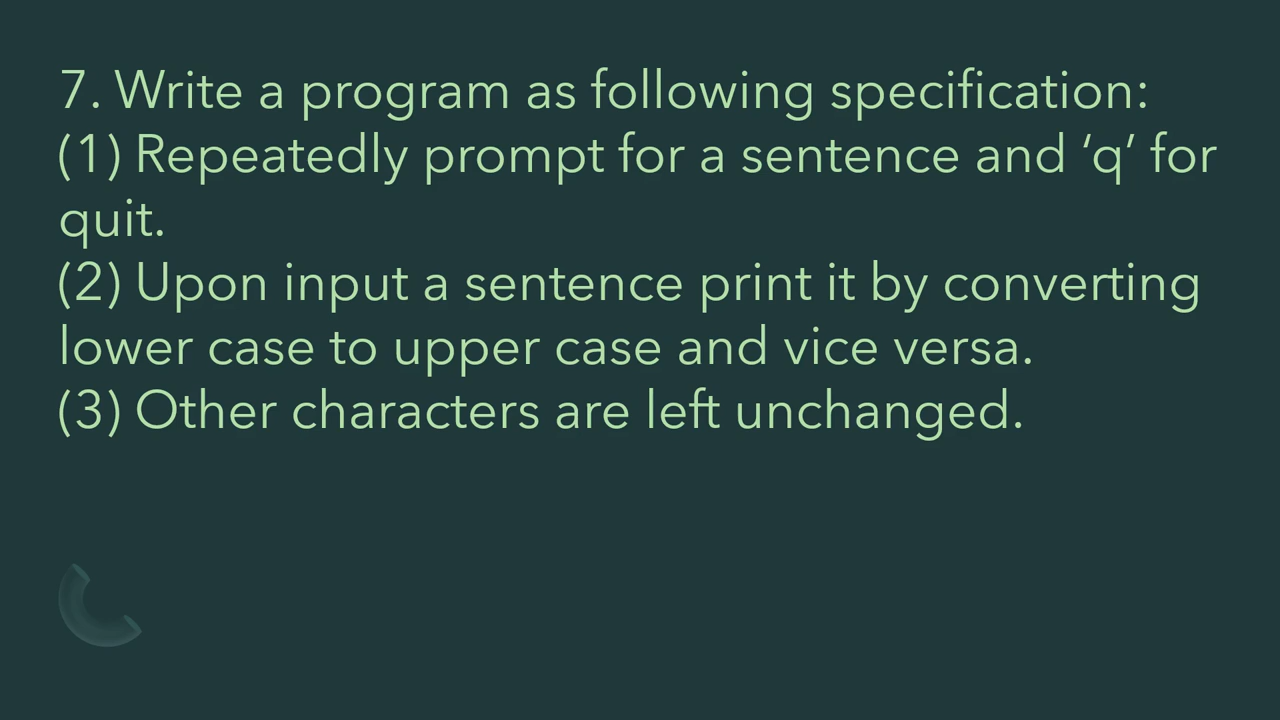 7. Write a program as following specification:
(1) Repeatedly prompt for a sentence and ‘q’ for
quit.
(2) Upon input a sentence print it by converting
lower case to upper case and vice versa.
(3) Other characters are left unchanged.